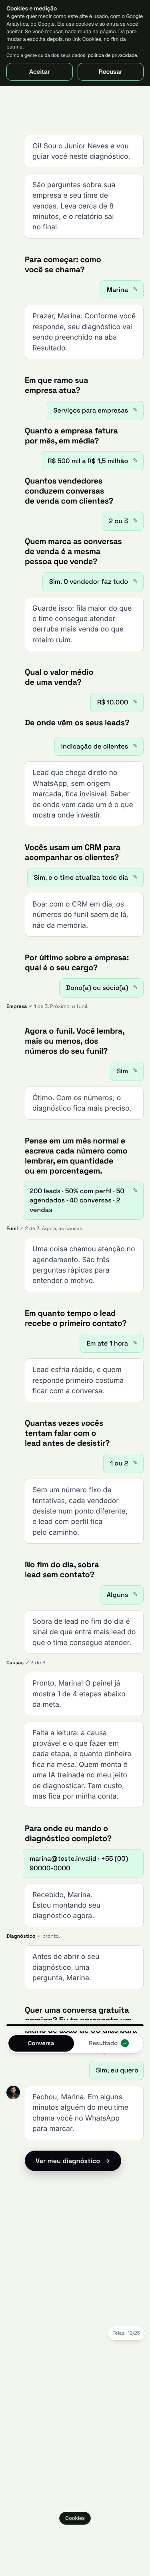 Cookies e medição
A gente quer medir como este site é usado, com o Google
Analytics, do Google. Ele usa cookies e só entra se você
aceitar. Se você recusar, nada muda na página. Dá para
mudar a escolha depois, no link Cookies, no fim da
página.
Como a gente cuida dos seus dados: política de privacidade.
Aceitar
Recusar
Oi! Sou o Junior Neves e vou
guiar você neste diagnóstico.
São perguntas sobre sua
empresa e seu time de
vendas. Leva cerca de 8
minutos, e o relatório sai
no final.
Para começar: como
você se chama?
Marina
Prazer, Marina. Conforme você
responde, seu diagnóstico vai
sendo preenchido na aba
Resultado.
Em que ramo sua
empresa atua?
Serviços para empresas
Quanto a empresa fatura
por mês, em média?
R$ 500 mil a R$ 1,5 milhão
Quantos vendedores
conduzem conversas
de venda com clientes?
2 ou 3
Quem marca as conversas
de venda é a mesma
pessoa que vende?
Sim. O vendedor faz tudo
Guarde isso: fila maior do que
o time consegue atender
derruba mais venda do que
roteiro ruim.
Qual o valor médio
de uma venda?
R$ 10.000
De onde vêm os seus leads?
Indicação de clientes
Lead que chega direto no
WhatsApp, sem origem
marcada, fica invisível. Saber
de onde vem cada um é o que
mostra onde investir.
Vocês usam um CRM para
acompanhar os clientes?
Sim, e o time atualiza todo dia
Boa: com o CRM em dia, os
números do funil saem de lá,
não da memória.
Por último sobre a empresa:
qual é o seu cargo?
Dono(a) ou sócio(a)
Empresa ✓ 1 de 3. Próximo: o funil.
Agora o funil. Você lembra,
mais ou menos, dos
números do seu funil?
Sim
Ótimo. Com os números, o
diagnóstico fica mais preciso.
Pense em um mês normal e
escreva cada número como
lembrar, em quantidade
ou em porcentagem.
200 leads · 50% com perfil · 50
agendados · 40 conversas · 2
vendas
Funil ✓ 2 de 3. Agora, as causas.
Uma coisa chamou atenção no
agendamento. São três
perguntas rápidas para
entender o motivo.
Em quanto tempo o lead
recebe o primeiro contato?
Em até 1 hora
Lead esfria rápido, e quem
responde primeiro costuma
ficar com a conversa.
Quantas vezes vocês
tentam falar com o
lead antes de desistir?
1 ou 2
Sem um número fixo de
tentativas, cada vendedor
desiste num ponto diferente,
e lead com perfil fica
pelo caminho.
No fim do dia, sobra
lead sem contato?
Alguns
Sobra de lead no fim do dia é
sinal de que entra mais lead do
que o time consegue atender.
Causas ✓ 3 de 3.
Pronto, Marina! O painel já
mostra 1 de 4 etapas abaixo
da meta.
Falta a leitura: a causa
provável e o que fazer em
cada etapa, e quanto dinheiro
fica na mesa. Quem monta é
uma IA treinada no meu jeito
de diagnosticar. Tem custo,
mas fica por minha conta.
Para onde eu mando o
diagnóstico completo?
marina@teste.invalid · +55 (00)
90000-0000
Recebido, Marina.
Estou montando seu
diagnóstico agora.
Diagnóstico ✓ pronto.
Antes de abrir o seu
diagnóstico, uma
pergunta, Marina.
Quer uma conversa gratuita
Conversa
Resultado
Sim, eu quero
Fechou, Marina. Em alguns
minutos alguém do meu time
chama você no WhatsApp
para marcar.
Ver meu diagnóstico →
Telas 19/25
Cookies